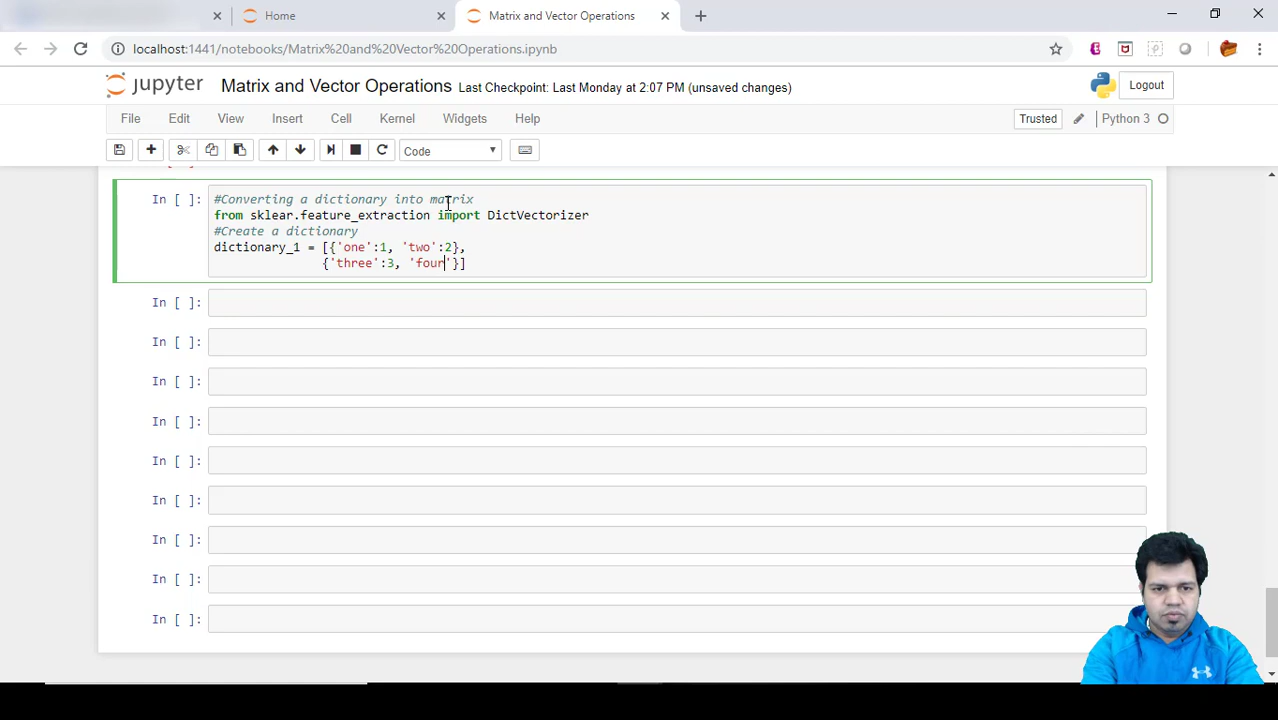 Home
Matrix and Vector Operations
localhost:1441/notebooks/Matrix%20and%20Vector%20Operations.ipynb
jupyter Matrix and Vector Operations Last Checkpoint: Last Monday at 2:07 PM (unsaved changes) Logout
File Edit View Insert Cell Kernel Widgets Help Trusted Python 3
Code
In [ ]: #Converting a dictionary into matrix
from sklear.feature_extraction import DictVectorizer
#Create a dictionary
dictionary_1 = [{'one':1, 'two':2},
{'three':3, 'four'}]
In [ ]:
In [ ]:
In [ ]:
In [ ]:
In [ ]:
In [ ]:
In [ ]:
In [ ]:
In [ ]: